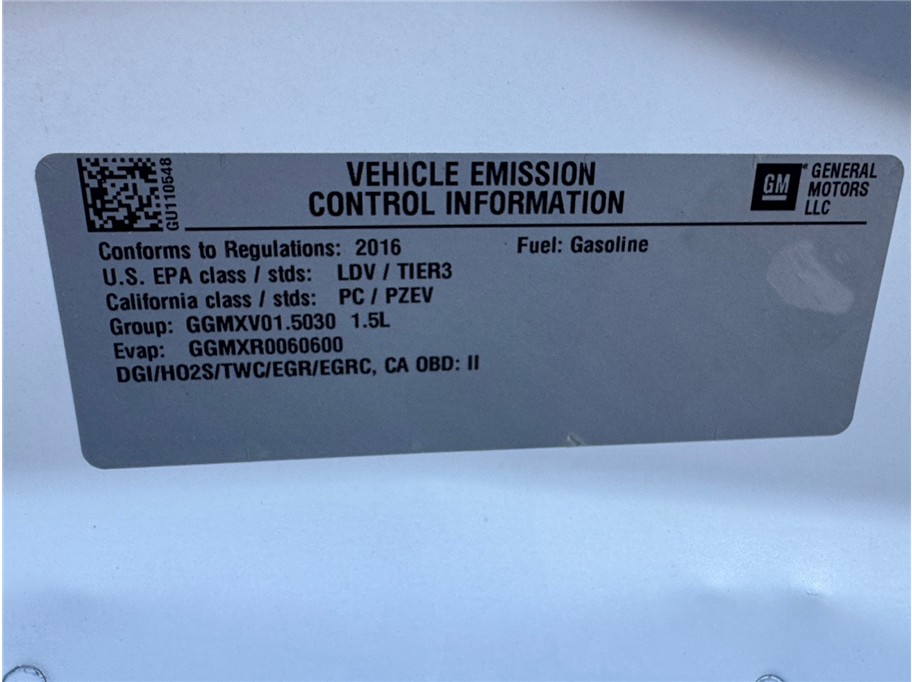 GU110548
VEHICLE EMISSION
CONTROL INFORMATION
GM
GENERAL
MOTORS
LLC
Conforms to Regulations: 2016 Fuel: Gasoline
U.S. EPA class / stds: LDV / TIER3
California class / stds: PC / PZEV
Group: GGMXV01.5030 1.5L
Evap: GGMXR0060600
DGI/HO2S/TWC/EGR/EGRC, CA OBD: II